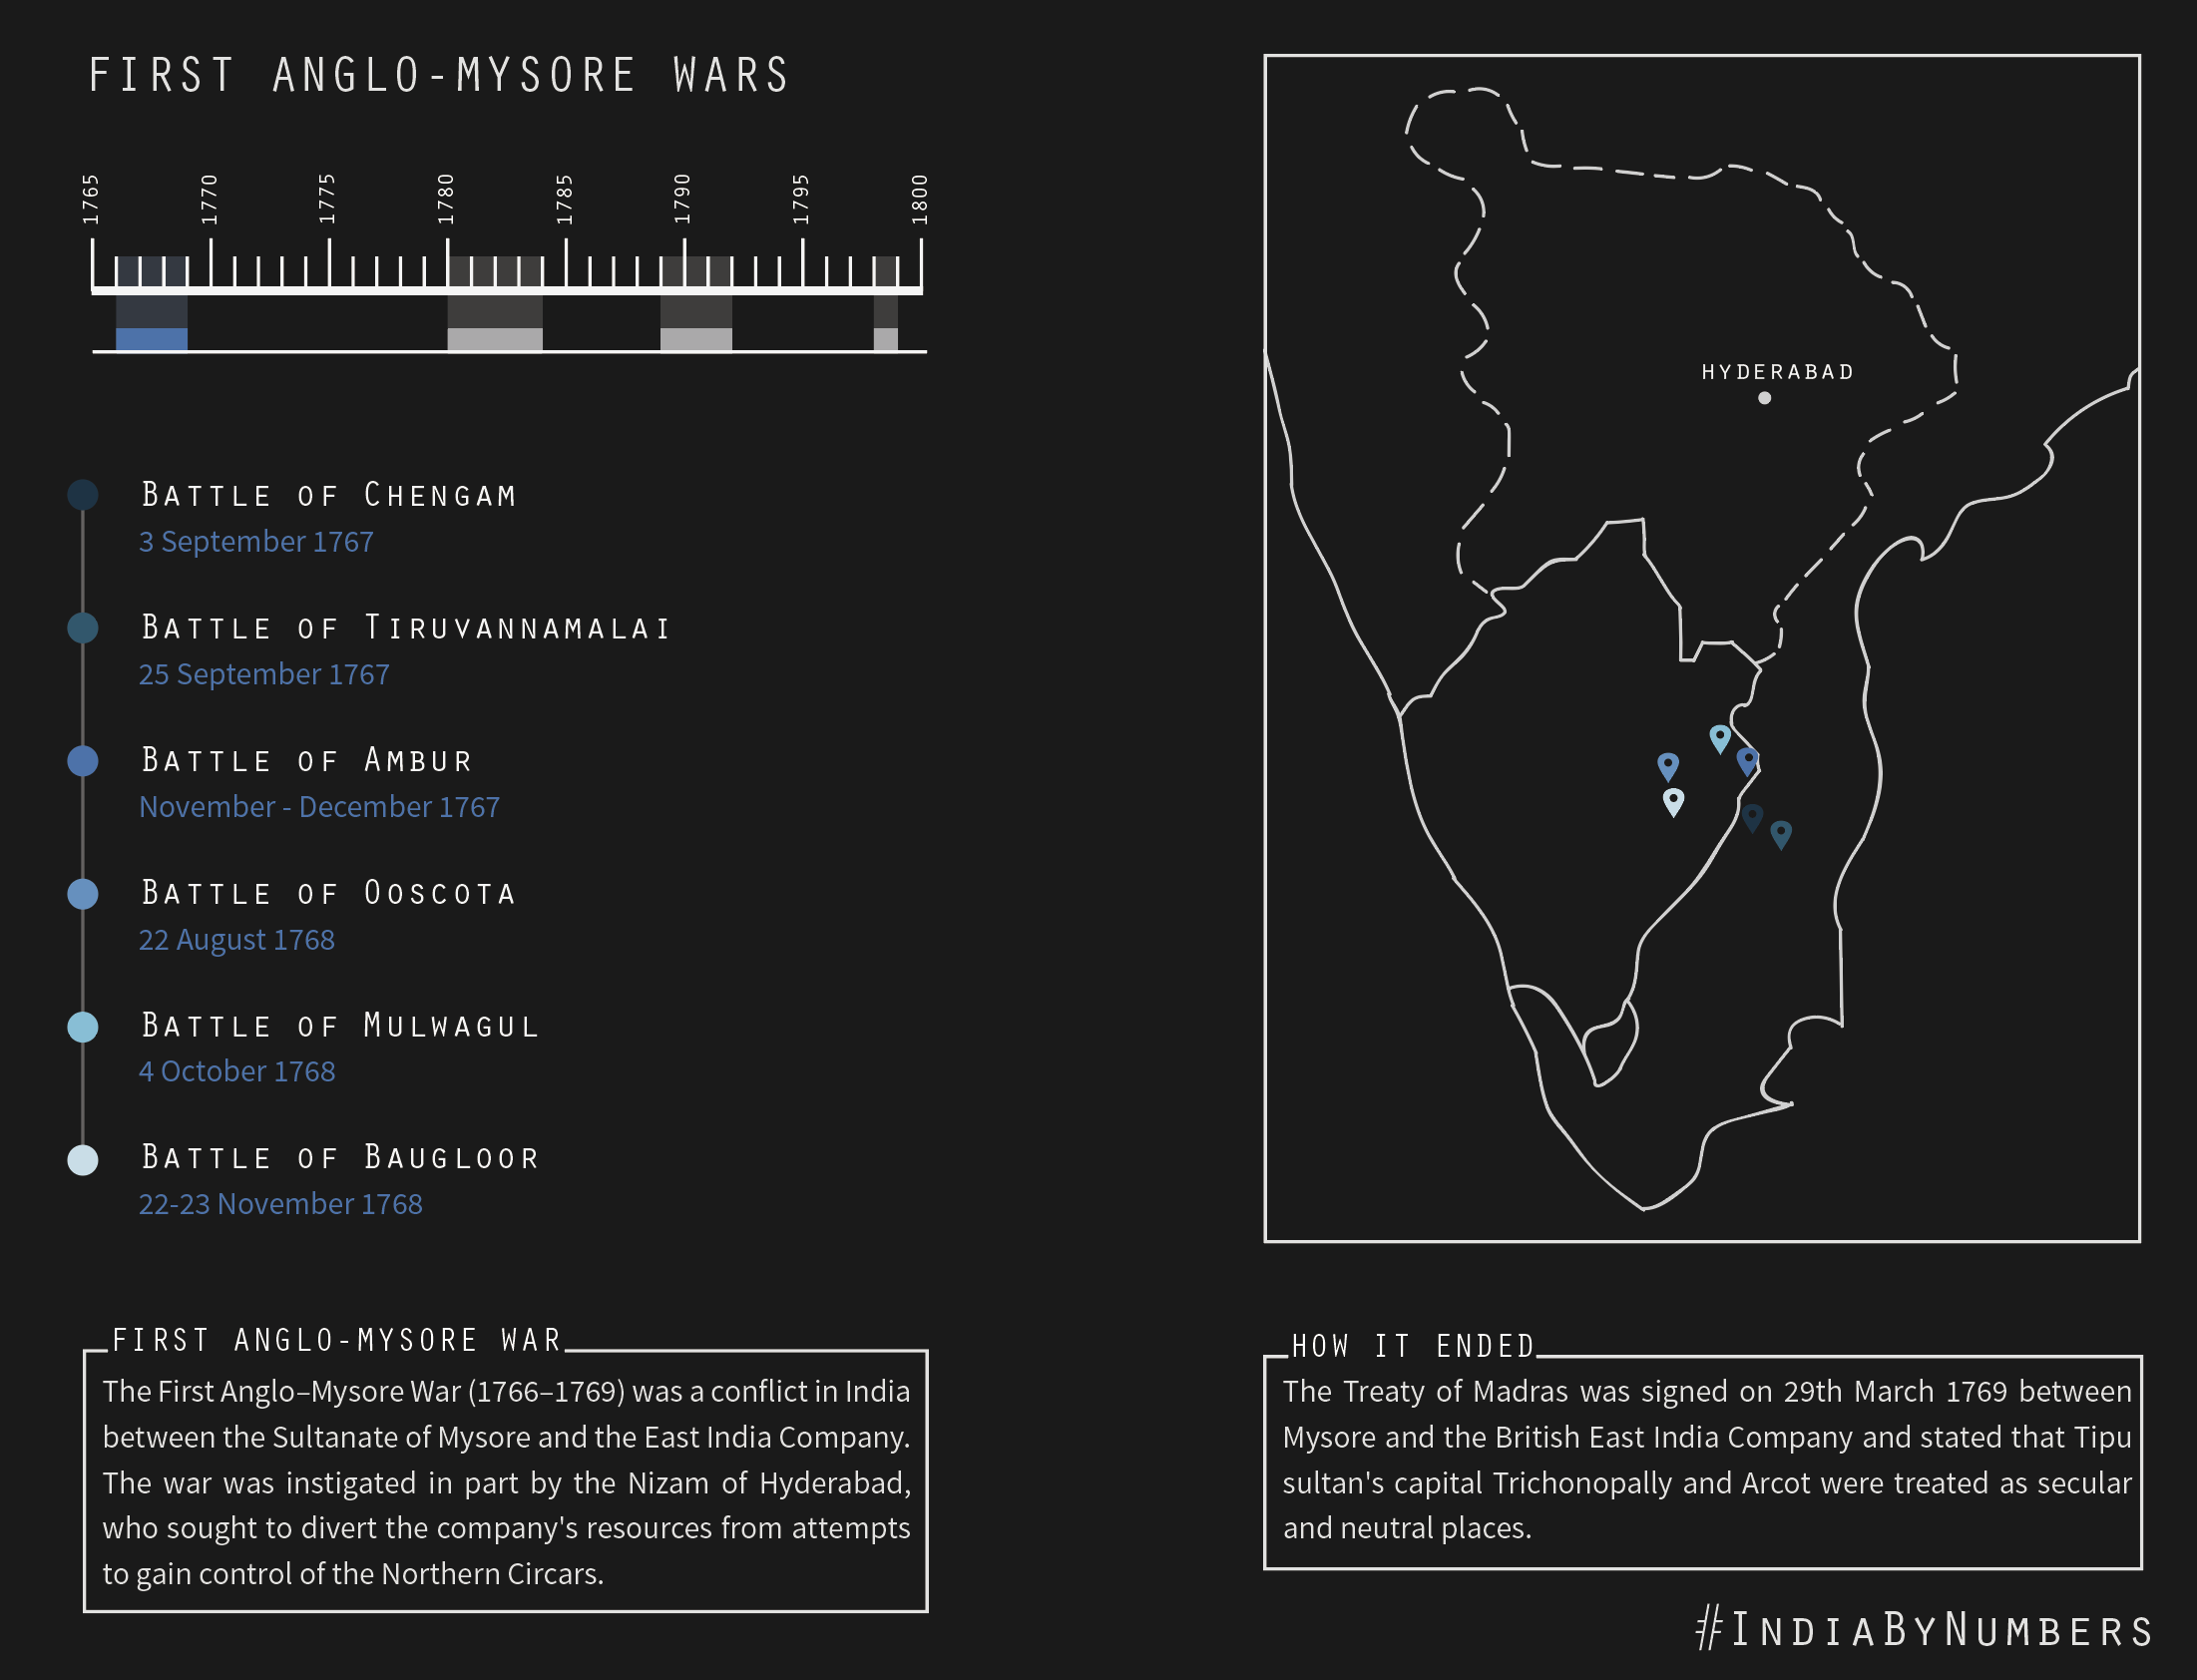 FIRST ANGLO-MYSORE WARS
1765 1770 1775 1780 1785 1790 1795 1800
BATTLE OF CHENGAM
3 September 1767
BATTLE OF TIRUVANNAMALAI
25 September 1767
BATTLE OF AMBUR
November - December 1767
BATTLE OF OOSCOTA
22 August 1768
BATTLE OF MULWAGUL
4 October 1768
BATTLE OF BAUGLOOR
22-23 November 1768
HYDERABAD
FIRST ANGLO-MYSORE WAR
The First Anglo–Mysore War (1766–1769) was a conflict in India
between the Sultanate of Mysore and the East India Company.
The war was instigated in part by the Nizam of Hyderabad,
who sought to divert the company's resources from attempts
to gain control of the Northern Circars.
HOW IT ENDED
The Treaty of Madras was signed on 29th March 1769 between
Mysore and the British East India Company and stated that Tipu
sultan's capital Trichonopally and Arcot were treated as secular
and neutral places.
#INDIABYNUMBERS